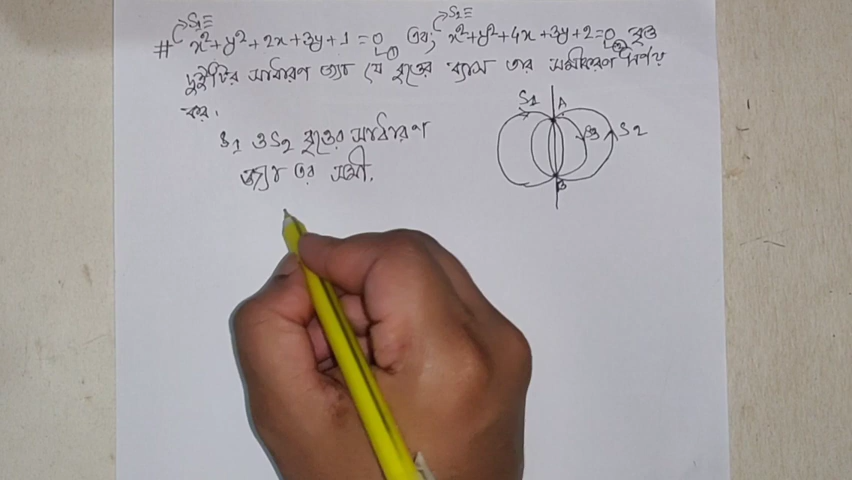 S₁≡ S₂≡
# x²+y²+2x+3y+1=0 এবং x²+y²+4x+3y+2=0 বৃত্ত
দুইটির সাধারণ জ্যা যে বৃত্তের ব্যাস তার সমীকরণ নির্ণয়
কর।
S₁ ও S₂ বৃত্তের সাধারণ
জ্যা এর সমী.
S₁ A S₃ S₂
B